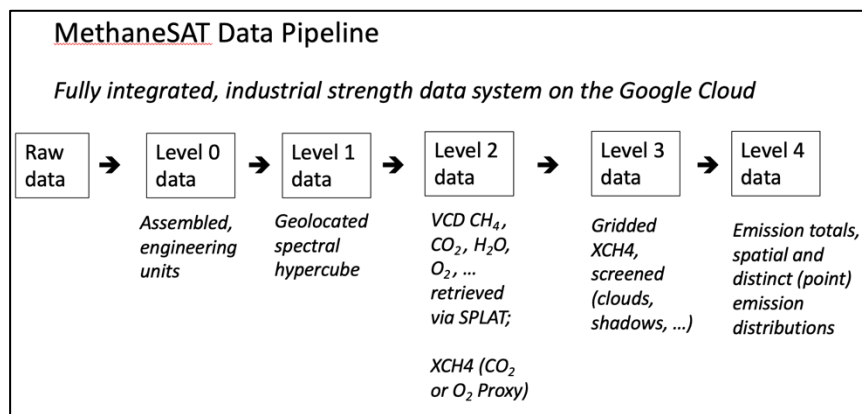 MethaneSAT Data Pipeline
Fully integrated, industrial strength data system on the Google Cloud
Raw
data
➔
Level 0
data
➔
Level 1
data
➔
Level 2
data
➔
Level 3
data
➔
Level 4
data
Assembled,
engineering
units
Geolocated
spectral
hypercube
VCD CH₄,
CO₂, H₂O,
O₂, ...
retrieved
via SPLAT;
XCH4 (CO₂
or O₂ Proxy)
Gridded
XCH4,
screened
(clouds,
shadows, ...)
Emission totals,
spatial and
distinct (point)
emission
distributions